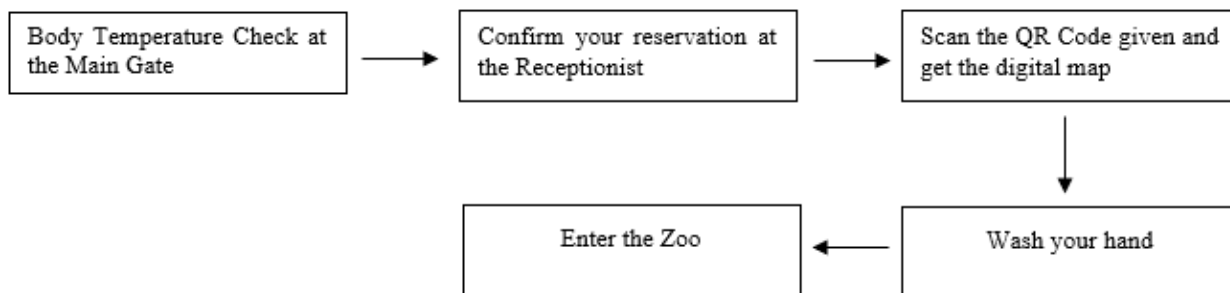 Body Temperature Check at
the Main Gate
Confirm your reservation at
the Receptionist
Scan the QR Code given and
get the digital map
Wash your hand
Enter the Zoo